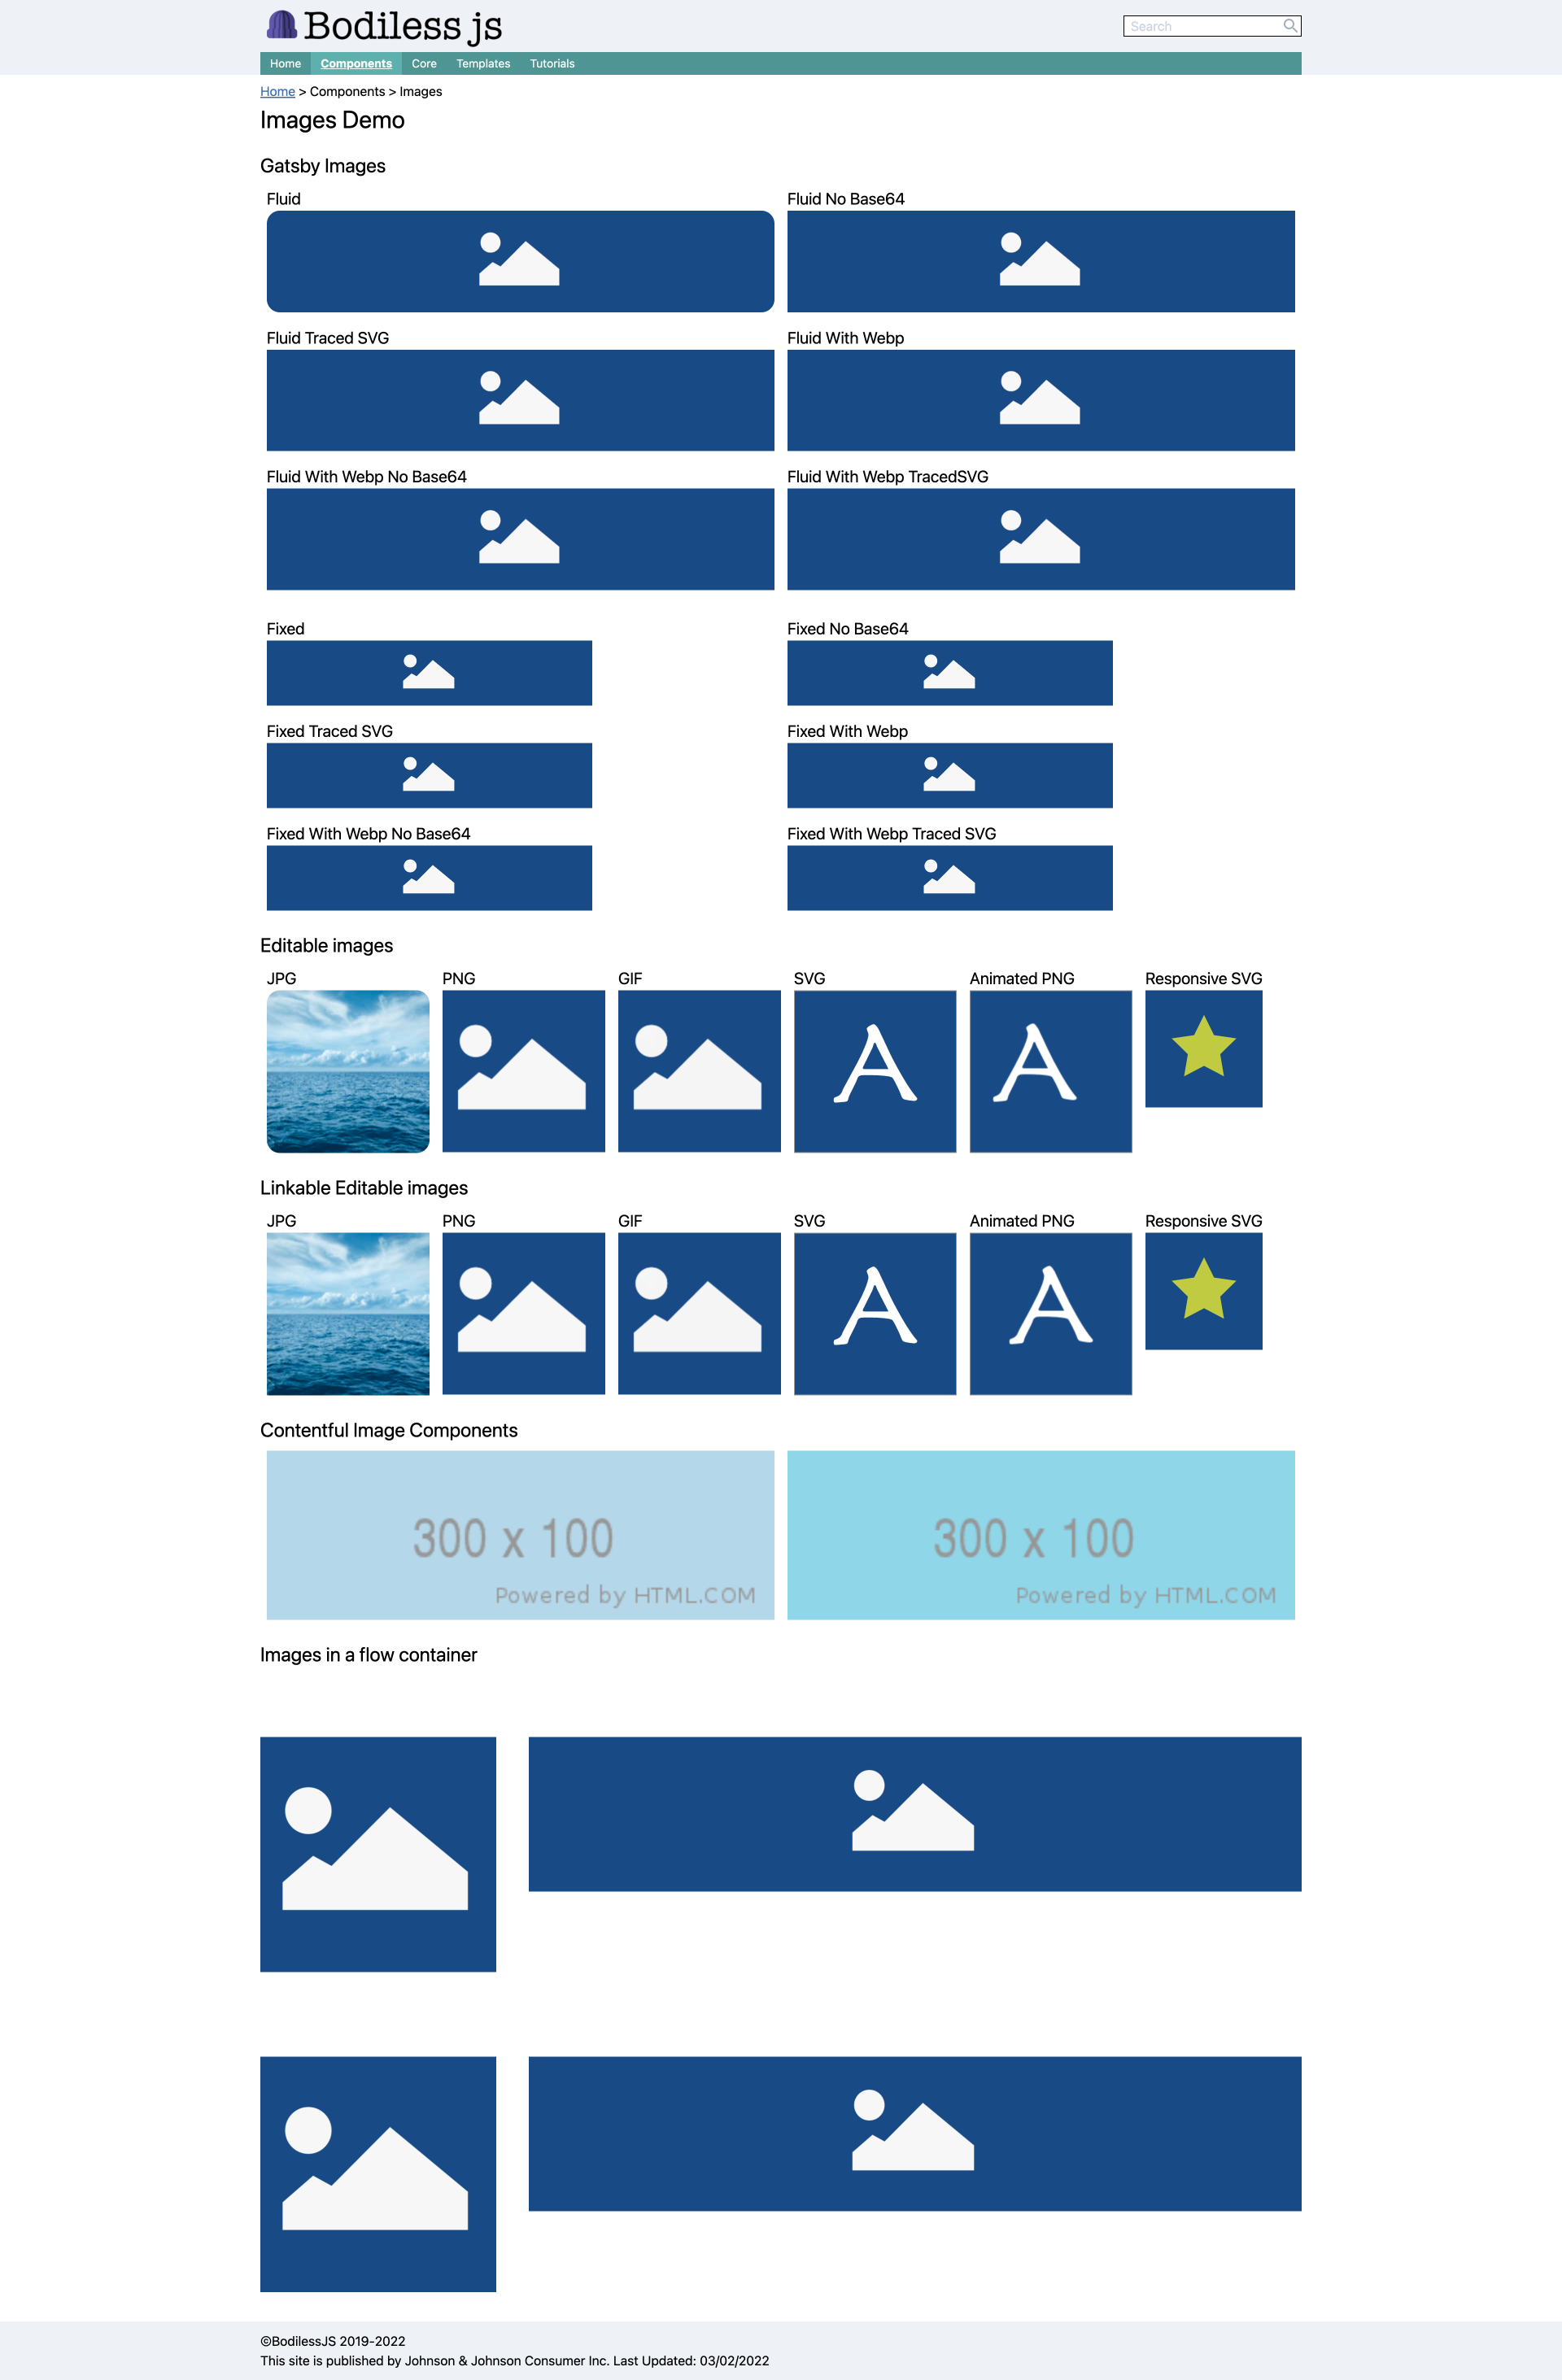 Bodiless js
Search
Home Components Core Templates Tutorials
Home > Components > Images
Images Demo
Gatsby Images
Fluid Fluid No Base64
Fluid Traced SVG Fluid With Webp
Fluid With Webp No Base64 Fluid With Webp TracedSVG
Fixed Fixed No Base64
Fixed Traced SVG Fixed With Webp
Fixed With Webp No Base64 Fixed With Webp Traced SVG
Editable images
JPG PNG GIF SVG Animated PNG Responsive SVG
A A
Linkable Editable images
JPG PNG GIF SVG Animated PNG Responsive SVG
A A
Contentful Image Components
300 x 100 300 x 100
Powered by HTML.COM Powered by HTML.COM
Images in a flow container
©BodilessJS 2019-2022
This site is published by Johnson & Johnson Consumer Inc. Last Updated: 03/02/2022